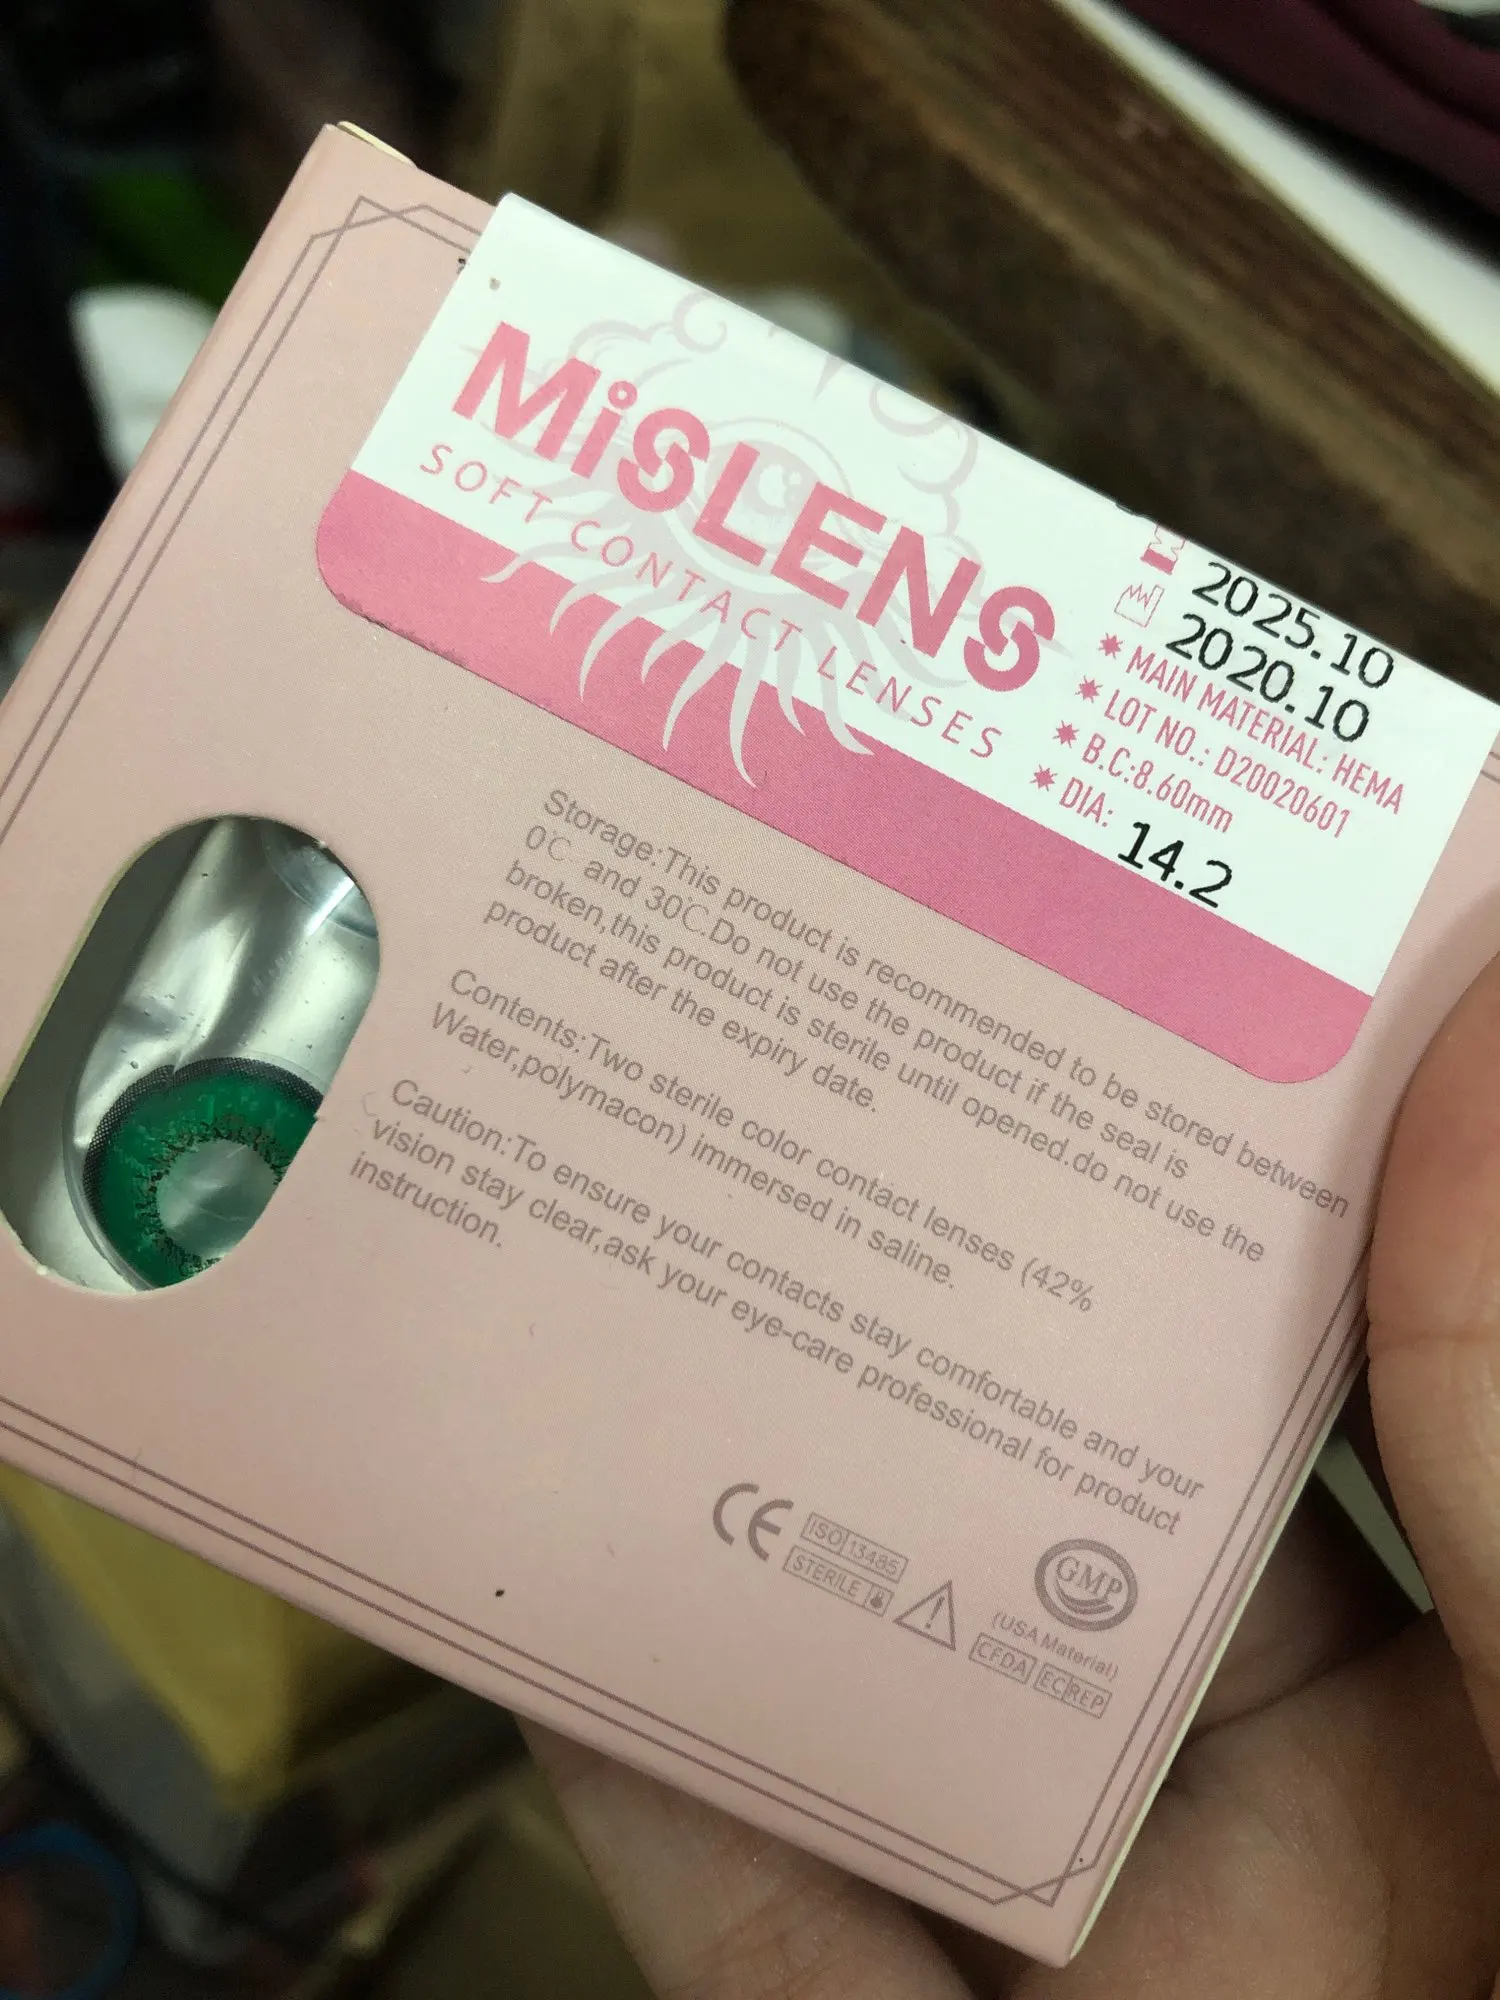 MiSLENS
SOFT CONTACT LENSES
2025.10
2020.10
MAIN MATERIAL: HEMA
LOT NO.: D20020601
B.C:8.60mm
DIA: 14.2
Storage:This product is recommended to be stored between
0℃ and 30℃.Do not use the product if the seal is
broken,this product is sterile until opened.do not use the
product after the expiry date.
Contents:Two sterile color contact lenses (42%
Water,polymacon) immersed in saline.
Caution:To ensure your contacts stay comfortable and your
vision stay clear,ask your eye-care professional for product
instruction.
CE
ISO 13485
STERILE
GMP
(USA Material)
CFDA EC REP